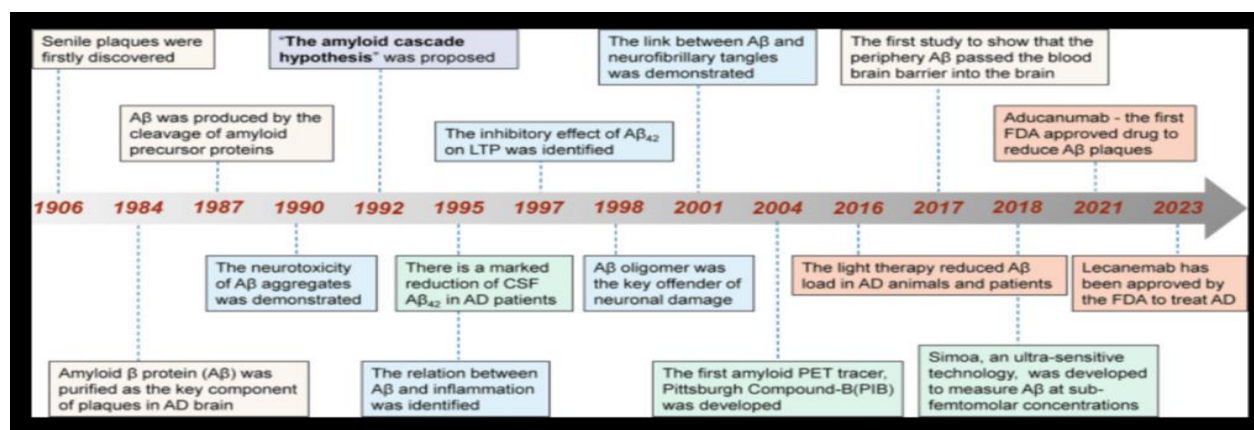 Senile plaques were
firstly discovered
“The amyloid cascade
hypothesis” was proposed
The link between Aβ and
neurofibrillary tangles
was demonstrated
The first study to show that the
periphery Aβ passed the blood
brain barrier into the brain
Aβ was produced by the
cleavage of amyloid
precursor proteins
The inhibitory effect of Aβ₄₂
on LTP was identified
Aducanumab - the first
FDA approved drug to
reduce Aβ plaques
1906 1984 1987 1990 1992 1995 1997 1998 2001 2004 2016 2017 2018 2021 2023
The neurotoxicity
of Aβ aggregates
was demonstrated
There is a marked
reduction of CSF
Aβ₄₂ in AD patients
Aβ oligomer was
the key offender of
neuronal damage
The light therapy reduced Aβ
load in AD animals and patients
Lecanemab has
been approved by
the FDA to treat AD
Amyloid β protein (Aβ) was
purified as the key component
of plaques in AD brain
The relation between
Aβ and inflammation
was identified
The first amyloid PET tracer,
Pittsburgh Compound-B(PIB)
was developed
Simoa, an ultra-sensitive
technology, was developed
to measure Aβ at sub-
femtomolar concentrations